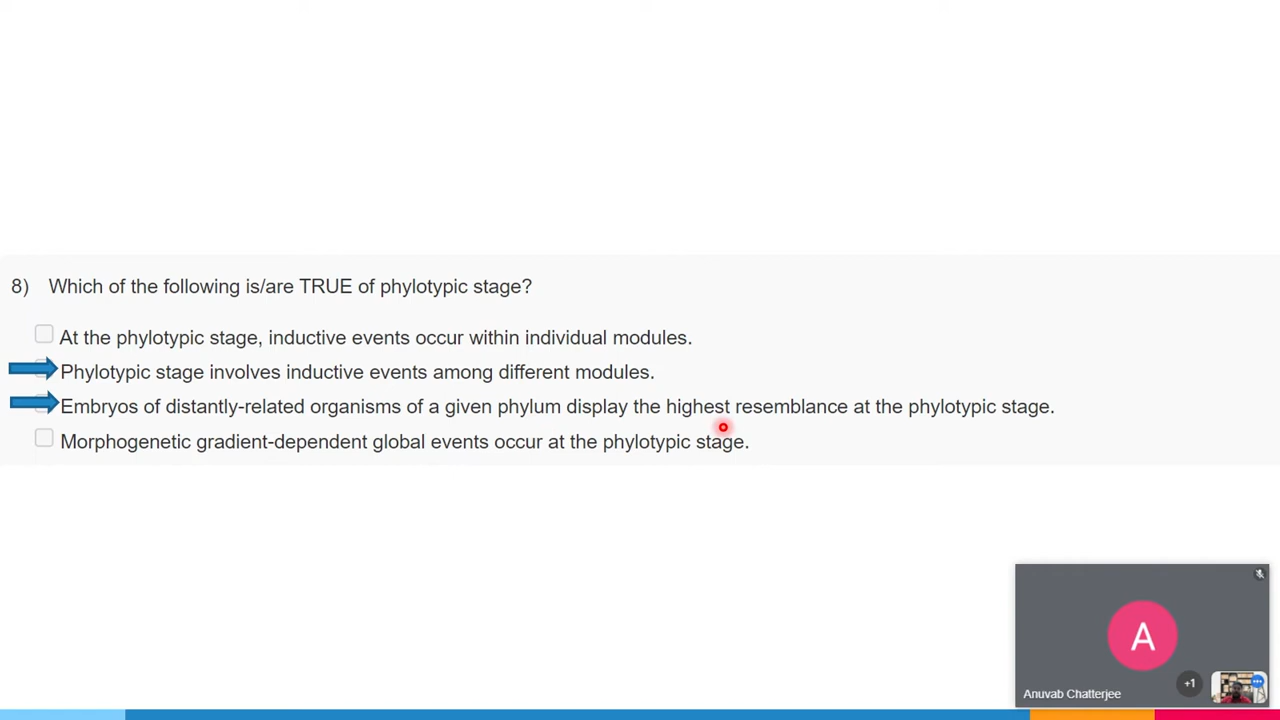 8) Which of the following is/are TRUE of phylotypic stage?
At the phylotypic stage, inductive events occur within individual modules.
Phylotypic stage involves inductive events among different modules.
Embryos of distantly-related organisms of a given phylum display the highest resemblance at the phylotypic stage.
Morphogenetic gradient-dependent global events occur at the phylotypic stage.
A
+1
Anuvab Chatterjee